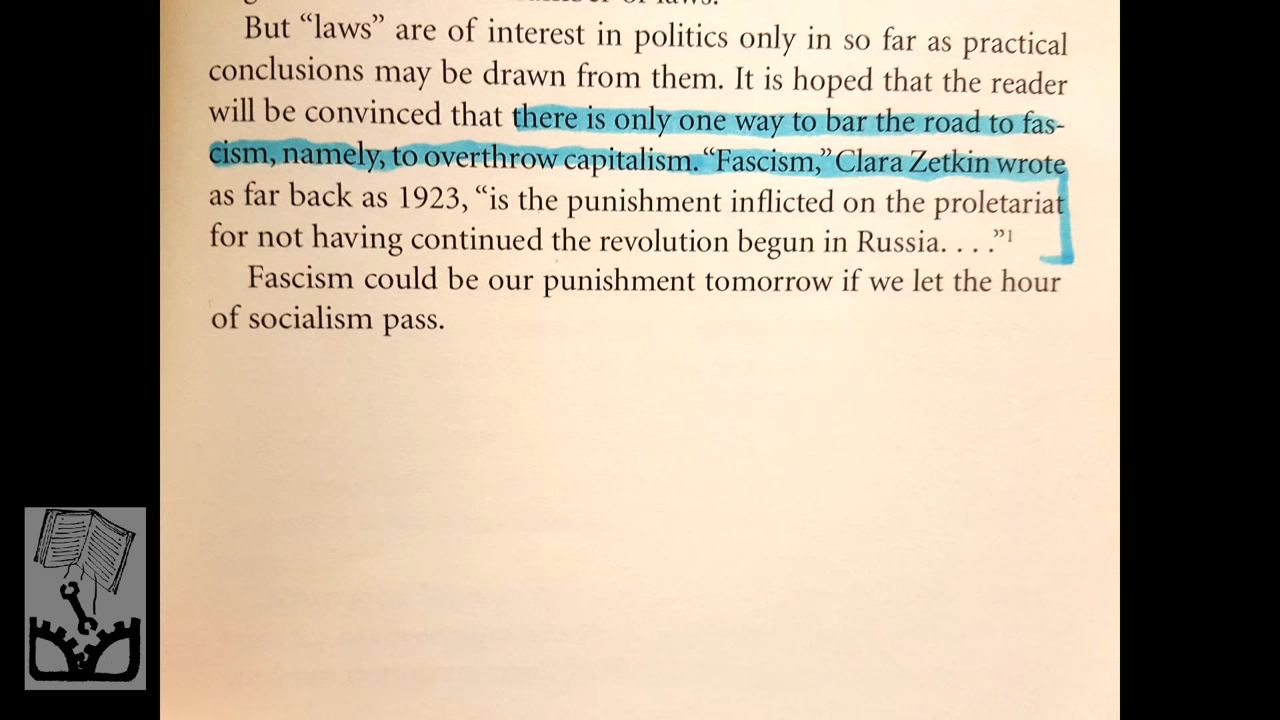 But “laws” are of interest in politics only in so far as practical
conclusions may be drawn from them. It is hoped that the reader
will be convinced that there is only one way to bar the road to fas-
cism, namely, to overthrow capitalism. “Fascism,” Clara Zetkin wrote
as far back as 1923, “is the punishment inflicted on the proletariat
for not having continued the revolution begun in Russia. . . .”1
Fascism could be our punishment tomorrow if we let the hour
of socialism pass.